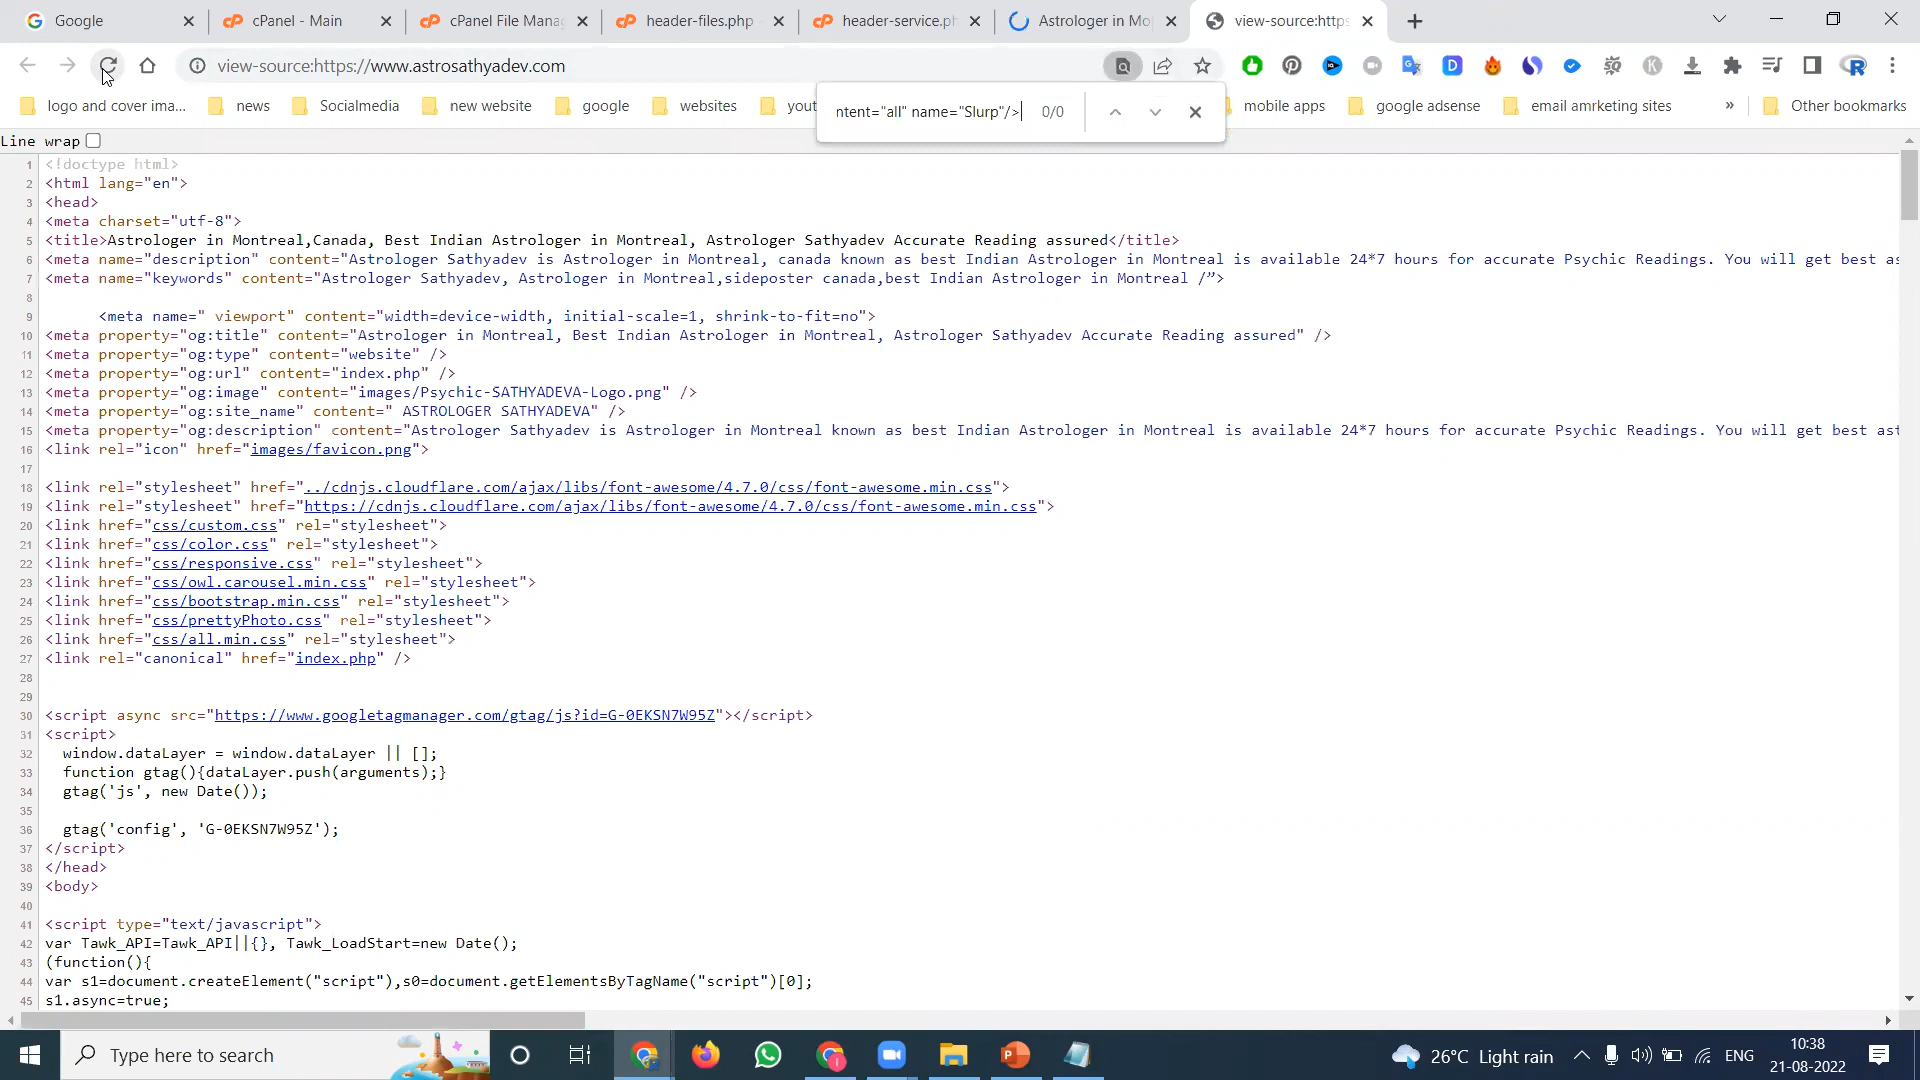 Google
cPanel - Main
cPanel File Mana
header-files.php -
header-service.ph
Astrologer in Mo
view-source:https
view-source:https://www.astrosathyadev.com
logo and cover ima...
news
Socialmedia
new website
google
websites
yout
ntent="all" name="Slurp"/>
0/0
mobile apps
google adsense
email amrketing sites
»
Other bookmarks
Line wrap
1 <!doctype html>
2 <html lang="en">
3 <head>
4 <meta charset="utf-8">
5 <title>Astrologer in Montreal,Canada, Best Indian Astrologer in Montreal, Astrologer Sathyadev Accurate Reading assured</title>
6 <meta name="description" content="Astrologer Sathyadev is Astrologer in Montreal, canada known as best Indian Astrologer in Montreal is available 24*7 hours for accurate Psychic Readings. You will get best as
7 <meta name="keywords" content="Astrologer Sathyadev, Astrologer in Montreal,sideposter canada,best Indian Astrologer in Montreal /”>
8
9 <meta name=" viewport" content="width=device-width, initial-scale=1, shrink-to-fit=no">
10 <meta property="og:title" content="Astrologer in Montreal, Best Indian Astrologer in Montreal, Astrologer Sathyadev Accurate Reading assured" />
11 <meta property="og:type" content="website" />
12 <meta property="og:url" content="index.php" />
13 <meta property="og:image" content="images/Psychic-SATHYADEVA-Logo.png" />
14 <meta property="og:site_name" content=" ASTROLOGER SATHYADEVA" />
15 <meta property="og:description" content="Astrologer Sathyadev is Astrologer in Montreal known as best Indian Astrologer in Montreal is available 24*7 hours for accurate Psychic Readings. You will get best ast
16 <link rel="icon" href="images/favicon.png">
17
18 <link rel="stylesheet" href="../cdnjs.cloudflare.com/ajax/libs/font-awesome/4.7.0/css/font-awesome.min.css">
19 <link rel="stylesheet" href="https://cdnjs.cloudflare.com/ajax/libs/font-awesome/4.7.0/css/font-awesome.min.css">
20 <link href="css/custom.css" rel="stylesheet">
21 <link href="css/color.css" rel="stylesheet">
22 <link href="css/responsive.css" rel="stylesheet">
23 <link href="css/owl.carousel.min.css" rel="stylesheet">
24 <link href="css/bootstrap.min.css" rel="stylesheet">
25 <link href="css/prettyPhoto.css" rel="stylesheet">
26 <link href="css/all.min.css" rel="stylesheet">
27 <link rel="canonical" href="index.php" />
28
29
30 <script async src="https://www.googletagmanager.com/gtag/js?id=G-0EKSN7W95Z"></script>
31 <script>
32 window.dataLayer = window.dataLayer || [];
33 function gtag(){dataLayer.push(arguments);}
34 gtag('js', new Date());
35
36 gtag('config', 'G-0EKSN7W95Z');
37 </script>
38 </head>
39 <body>
40
41 <script type="text/javascript">
42 var Tawk_API=Tawk_API||{}, Tawk_LoadStart=new Date();
43 (function(){
44 var s1=document.createElement("script"),s0=document.getElementsByTagName("script")[0];
45 s1.async=true;
Type here to search
26°C Light rain
ENG
10:38
21-08-2022